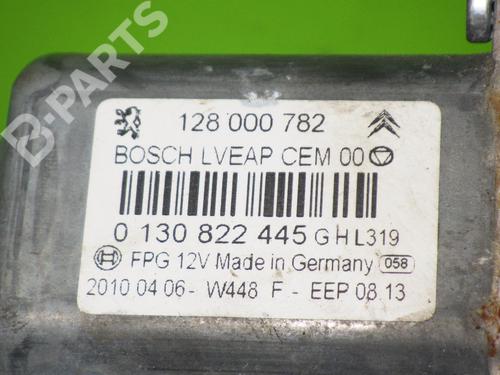 B-PARTS
128 000 782
BOSCH LVEAP CEM 00
0 130 822 445 G H L319
FPG 12V Made in Germany 058
2010 04 06- W448 F - EEP 08.13